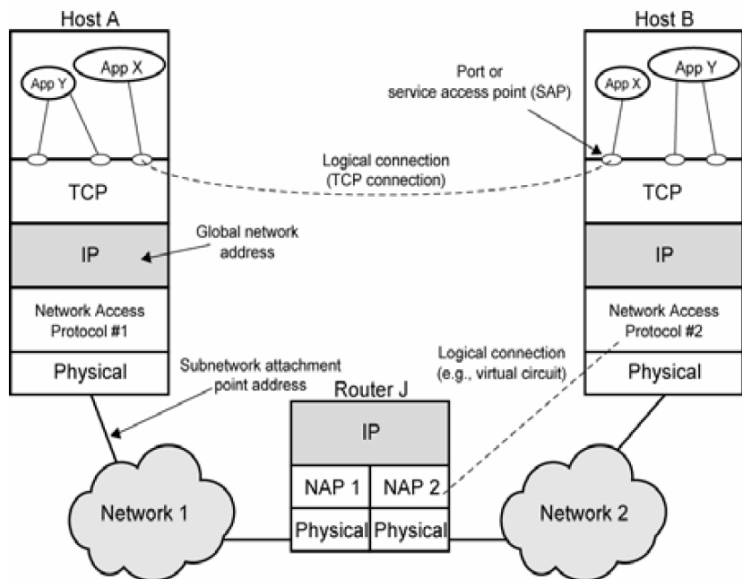 Host A
Host B
App Y
App X
App X
App Y
Port or
service access point (SAP)
Logical connection
(TCP connection)
TCP
TCP
Global network
address
IP
IP
Network Access
Protocol #1
Network Access
Protocol #2
Logical connection
(e.g., virtual circuit)
Physical
Physical
Subnetwork attachment
point address
Router J
IP
NAP 1
NAP 2
Physical
Physical
Network 1
Network 2